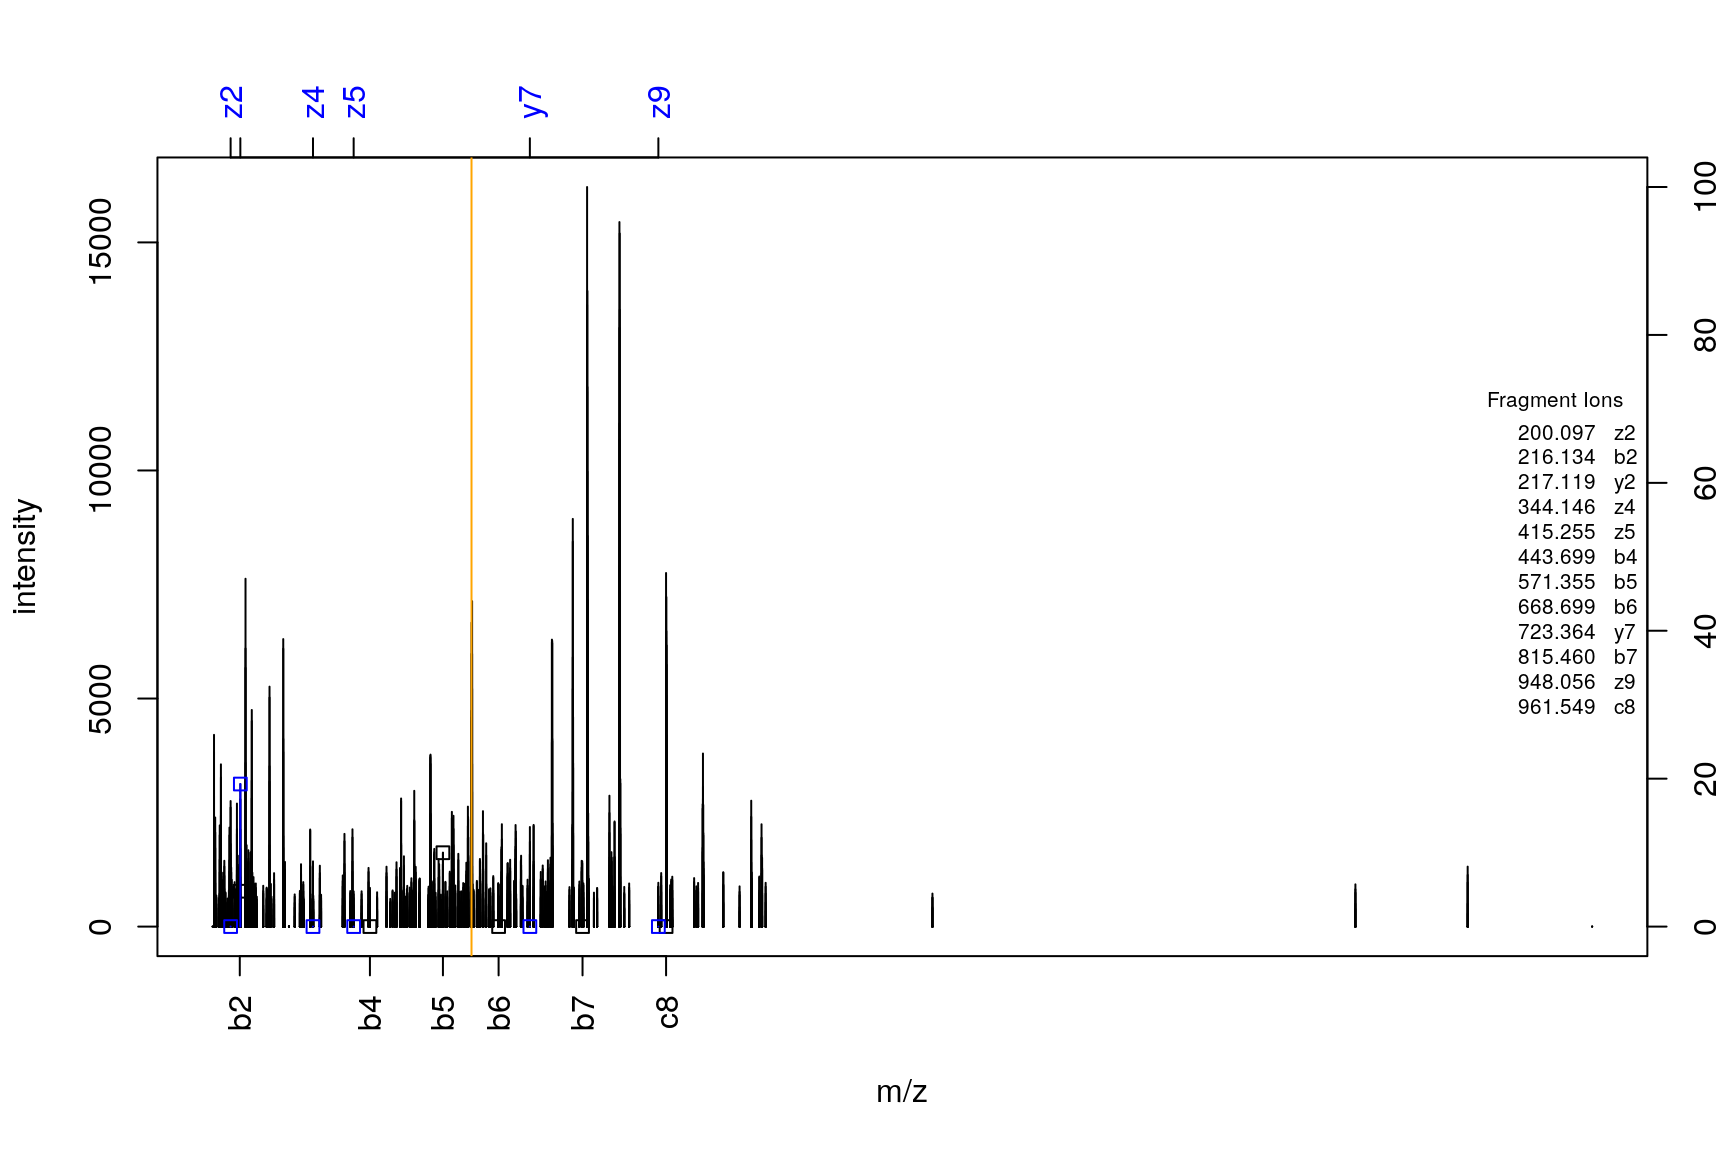 z2 z4 z5 y7 z9
intensity
15000
10000
5000
0
100
80
60
40
20
0
Fragment Ions
200.097 z2
216.134 b2
217.119 y2
344.146 z4
415.255 z5
443.699 b4
571.355 b5
668.699 b6
723.364 y7
815.460 b7
948.056 z9
961.549 c8
b2 b4 b5 b6 b7 c8
m/z